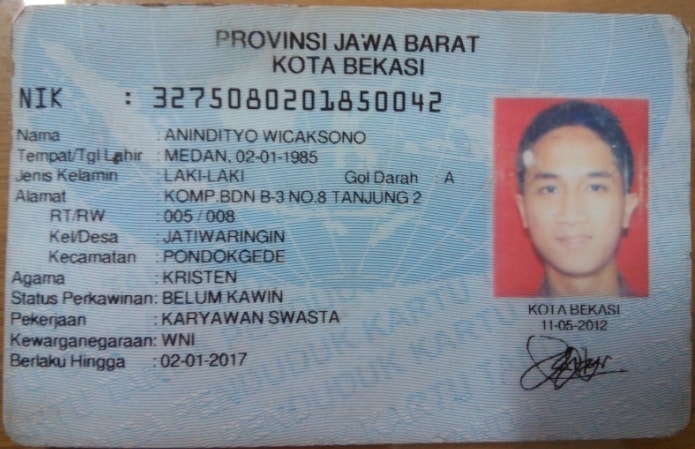 PROVINSI JAWA BARAT
KOTA BEKASI
NIK : 3275080201850042
Nama : ANINDITYO WICAKSONO
Tempat/Tgl Lahir : MEDAN, 02-01-1985
Jenis Kelamin : LAKI-LAKI Gol Darah : A
Alamat : KOMP.BDN B-3 NO.8 TANJUNG 2
RT/RW : 005 / 008
Kel/Desa : JATIWARINGIN
Kecamatan : PONDOKGEDE
Agama : KRISTEN
Status Perkawinan: BELUM KAWIN
Pekerjaan : KARYAWAN SWASTA
Kewarganegaraan: WNI
Berlaku Hingga : 02-01-2017
KOTA BEKASI
11-05-2012